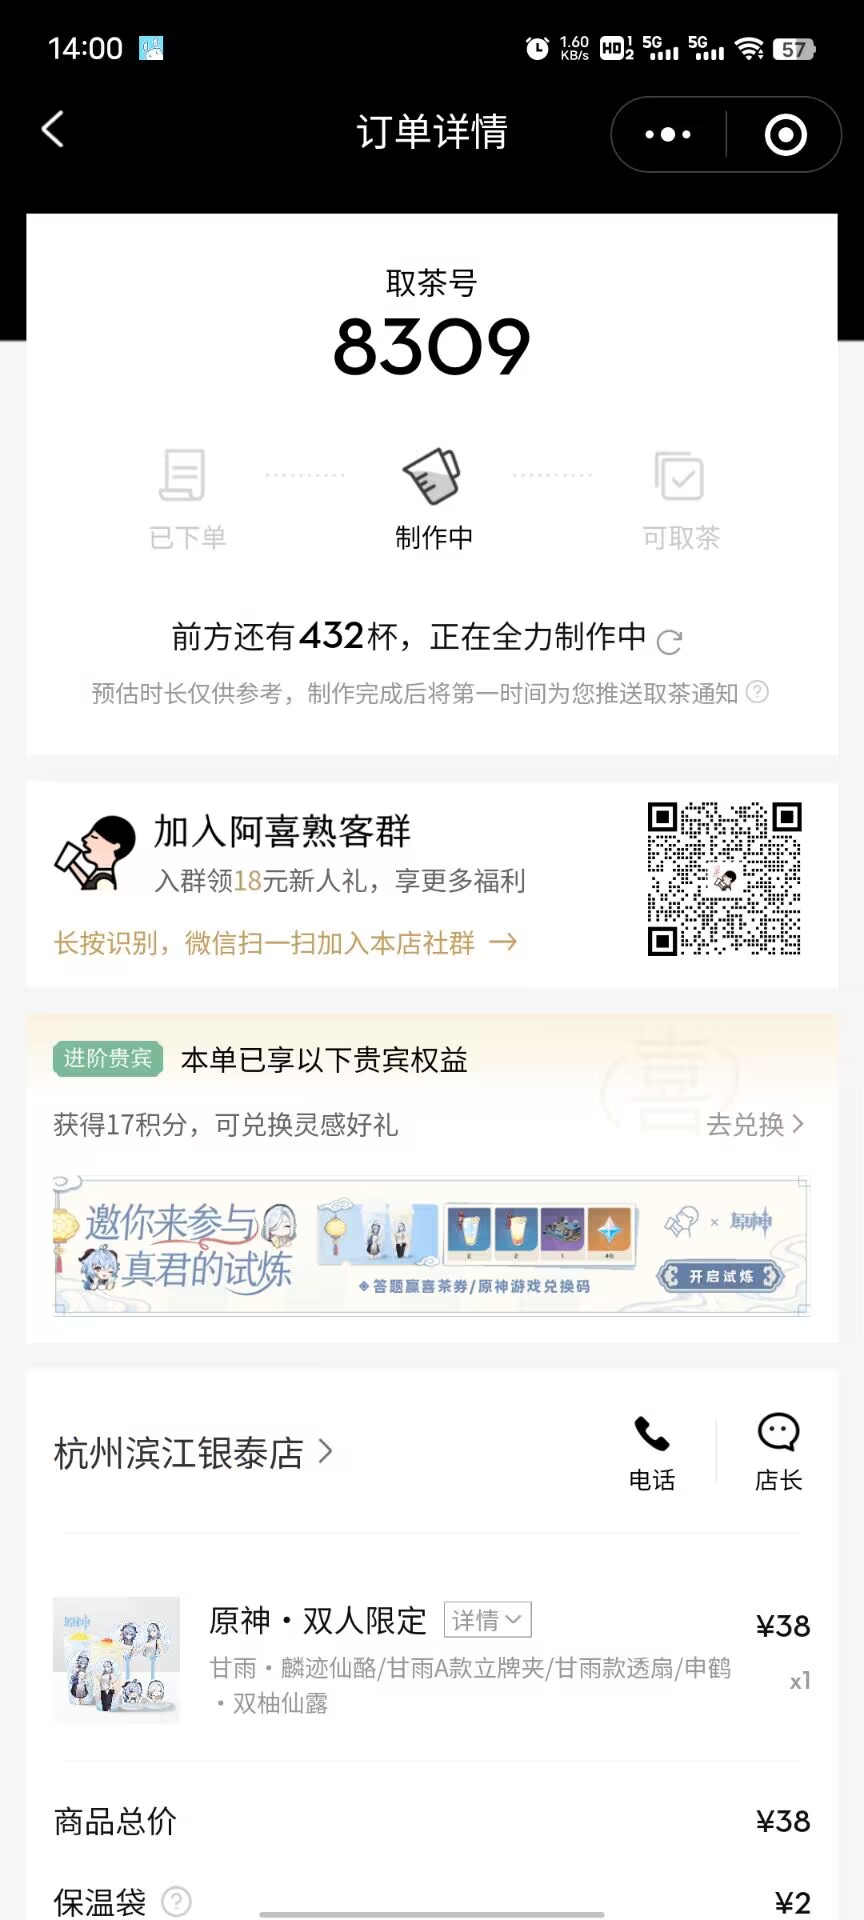 14:00
1.60
KB/s
HD 1 2
5G
5G
57
订单详情
取茶号
8309
已下单
制作中
可取茶
前方还有432杯，正在全力制作中
预估时长仅供参考，制作完成后将第一时间为您推送取茶通知 ?
加入阿喜熟客群
入群领18元新人礼，享更多福利
长按识别，微信扫一扫加入本店社群 →
进阶贵宾 本单已享以下贵宾权益
喜
获得17积分，可兑换灵感好礼
去兑换 >
邀你来参与
真君的试炼
2
2
1
40
◈答题赢喜茶券/原神游戏兑换码
× 原神
开启试炼
杭州滨江银泰店 >
电话
店长
原神
原神・双人限定
详情
¥38
甘雨・麟迹仙酪/甘雨A款立牌夹/甘雨款透扇/申鹤
・双柚仙露
x1
商品总价
¥38
保温袋 ?
¥2